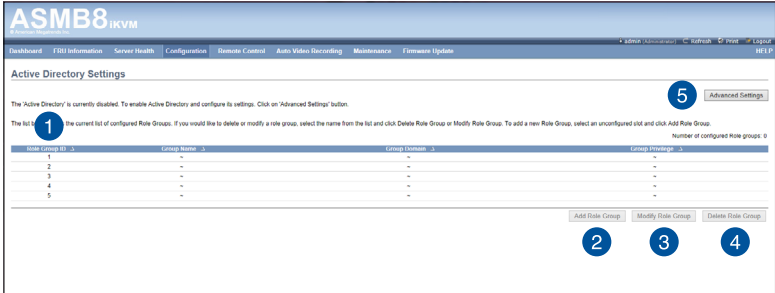 ASMB8iKVM
© American Megatrends Inc.
• admin (Administrator) Refresh Print Logout
Dashboard FRU Information Server Health Configuration Remote Control Auto Video Recording Maintenance Firmware Update HELP
Active Directory Settings
5
Advanced Settings
The 'Active Directory' is currently disabled. To enable Active Directory and configure its settings. Click on 'Advanced Settings' button.
The list the current list of configured Role Groups. If you would like to delete or modify a role group, select the name from the list and click Delete Role Group or Modify Role Group. To add a new Role Group, select an unconfigured slot and click Add Role Group.
1
Number of configured Role groups: 0
Role Group ID Group Name Group Domain Group Privilege
1 ~ ~ ~
2 ~ ~ ~
3 ~ ~ ~
4 ~ ~ ~
5 ~ ~ ~
Add Role Group Modify Role Group Delete Role Group
2 3 4